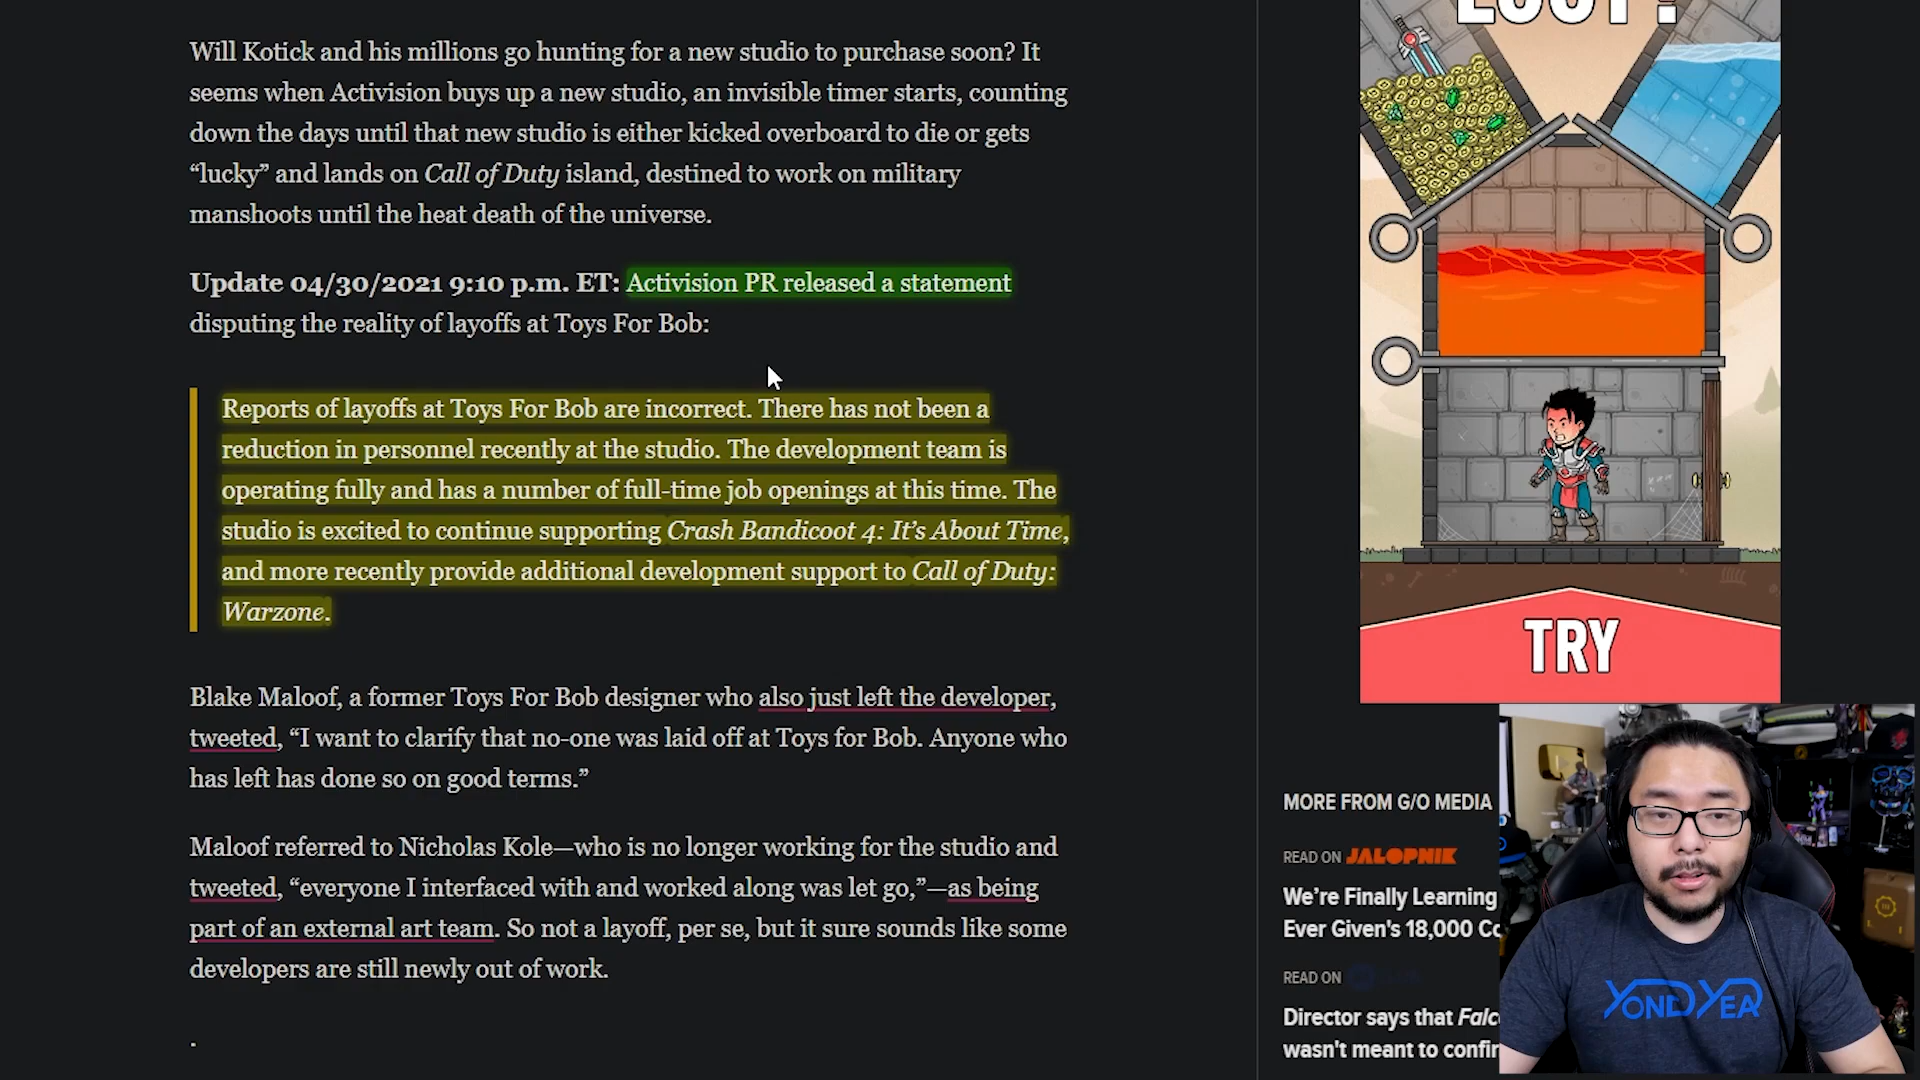 Will Kotick and his millions go hunting for a new studio to purchase soon? It
seems when Activision buys up a new studio, an invisible timer starts, counting
down the days until that new studio is either kicked overboard to die or gets
“lucky” and lands on Call of Duty island, destined to work on military
manshoots until the heat death of the universe.
Update 04/30/2021 9:10 p.m. ET: Activision PR released a statement
disputing the reality of layoffs at Toys For Bob:
Reports of layoffs at Toys For Bob are incorrect. There has not been a
reduction in personnel recently at the studio. The development team is
operating fully and has a number of full-time job openings at this time. The
studio is excited to continue supporting Crash Bandicoot 4: It’s About Time,
and more recently provide additional development support to Call of Duty:
Warzone.
Blake Maloof, a former Toys For Bob designer who also just left the developer,
tweeted, “I want to clarify that no-one was laid off at Toys for Bob. Anyone who
has left has done so on good terms.”
Maloof referred to Nicholas Kole—who is no longer working for the studio and
tweeted, “everyone I interfaced with and worked along was let go,”—as being
part of an external art team. So not a layoff, per se, but it sure sounds like some
developers are still newly out of work.
.
LOOT?
TRY
MORE FROM G/O MEDIA
READ ON JALOPNIK
We’re Finally Learning
Ever Given's 18,000
READ ON
Director says that
wasn't meant to
YONGYEA